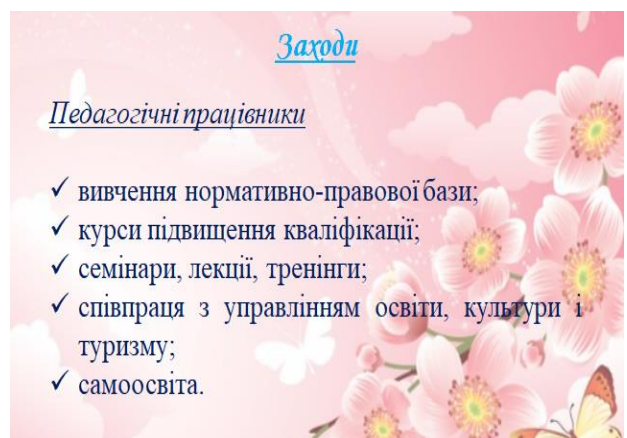 Заходи
Педагогічні працівники
✓ вивчення нормативно-правової бази;
✓ курси підвищення кваліфікації;
✓ семінари, лекції, тренінги;
✓ співпраця з управлінням освіти, культури і
туризму;
✓ самоосвіта.